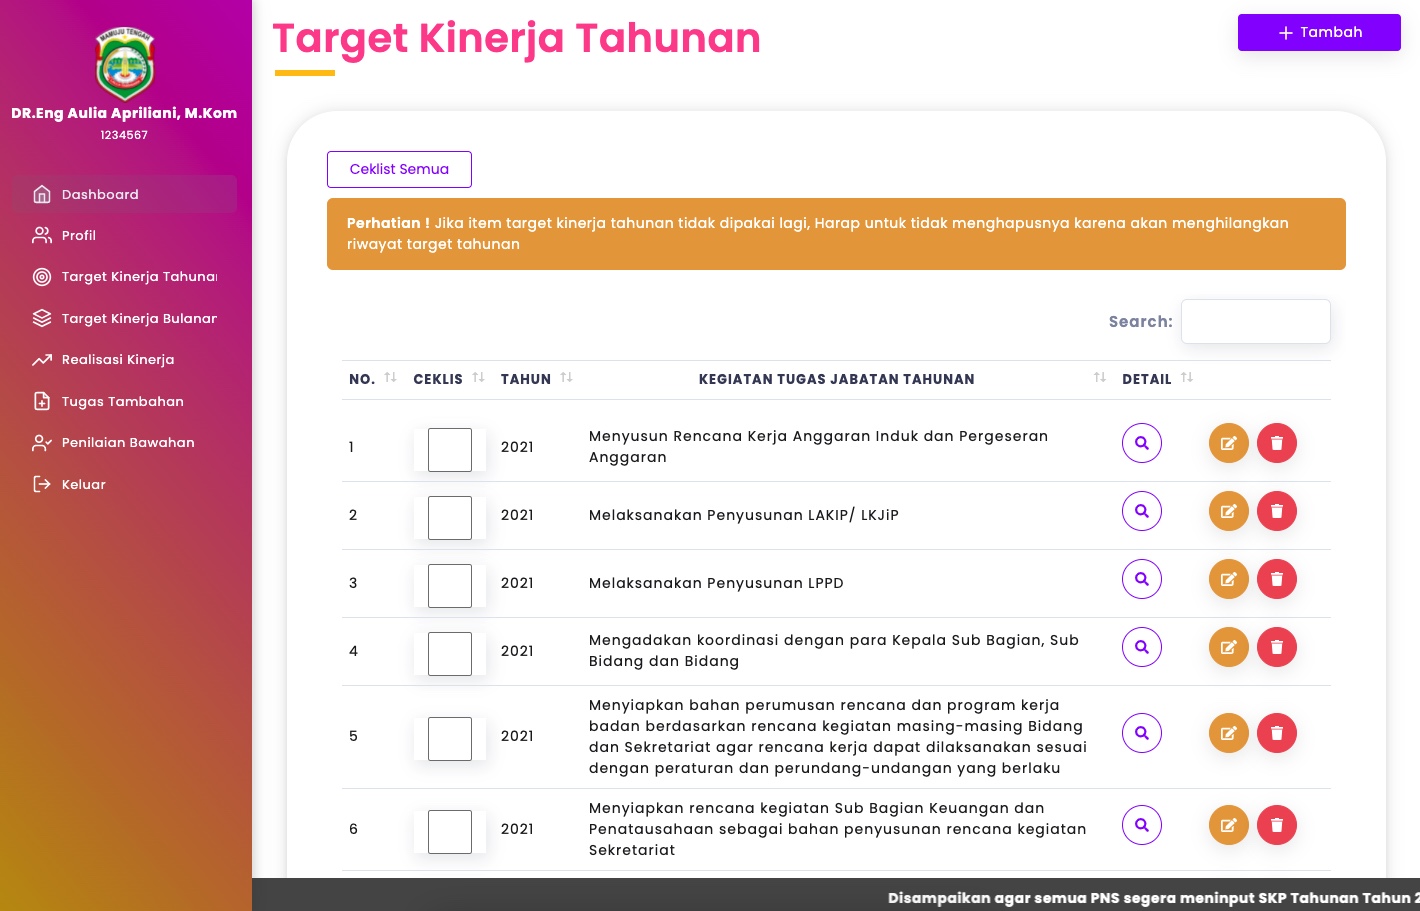 MAMUJU TENGAH
DR.Eng Aulia Apriliani, M.Kom
1234567
Dashboard
Profil
Target Kinerja Tahunan
Target Kinerja Bulanan
Realisasi Kinerja
Tugas Tambahan
Penilaian Bawahan
Keluar
Target Kinerja Tahunan
+ Tambah
Ceklist Semua
Perhatian ! Jika item target kinerja tahunan tidak dipakai lagi, Harap untuk tidak menghapusnya karena akan menghilangkan
riwayat target tahunan
Search:
NO. CEKLIS TAHUN KEGIATAN TUGAS JABATAN TAHUNAN DETAIL
1 2021 Menyusun Rencana Kerja Anggaran Induk dan Pergeseran
Anggaran
2 2021 Melaksanakan Penyusunan LAKIP/ LKJiP
3 2021 Melaksanakan Penyusunan LPPD
4 2021 Mengadakan koordinasi dengan para Kepala Sub Bagian, Sub
Bidang dan Bidang
5 2021 Menyiapkan bahan perumusan rencana dan program kerja
badan berdasarkan rencana kegiatan masing-masing Bidang
dan Sekretariat agar rencana kerja dapat dilaksanakan sesuai
dengan peraturan dan perundang-undangan yang berlaku
6 2021 Menyiapkan rencana kegiatan Sub Bagian Keuangan dan
Penatausahaan sebagai bahan penyusunan rencana kegiatan
Sekretariat
Disampaikan agar semua PNS segera meninput SKP Tahunan Tahun 2